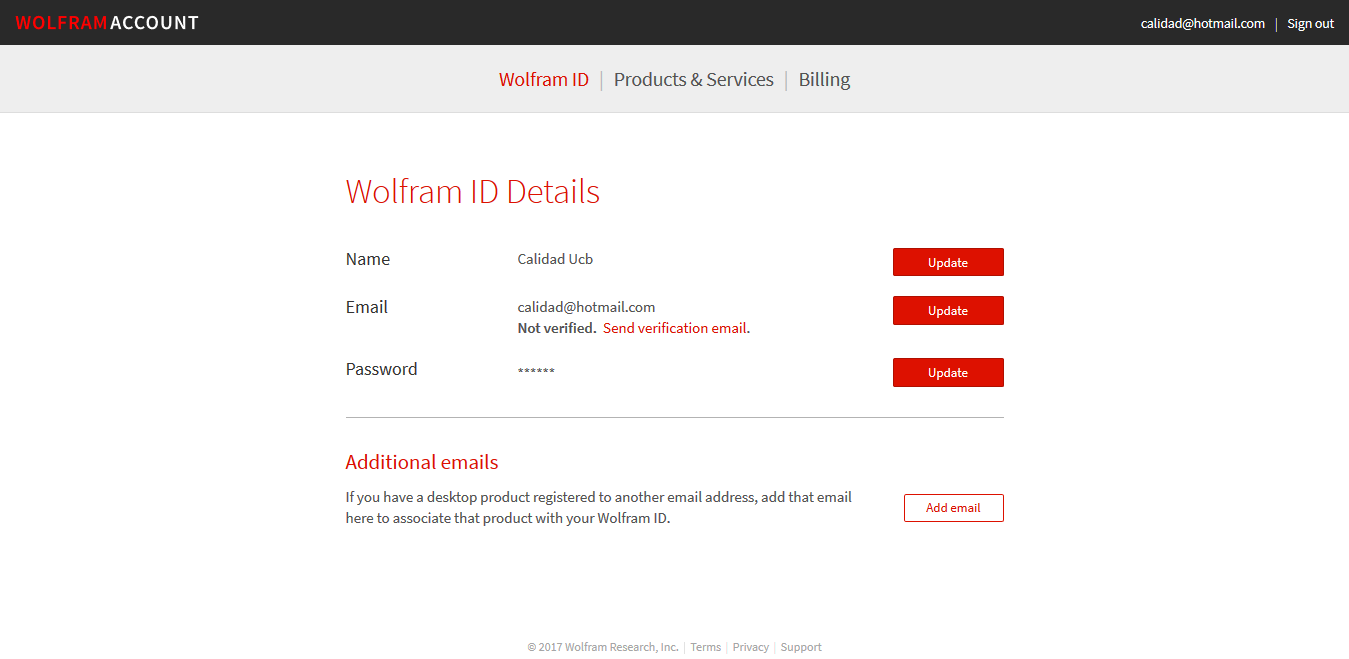 WOLFRAM ACCOUNT
calidad@hotmail.com | Sign out
Wolfram ID | Products & Services | Billing
Wolfram ID Details
Name Calidad Ucb Update
Email calidad@hotmail.com Update
Not verified. Send verification email.
Password ****** Update
Additional emails
If you have a desktop product registered to another email address, add that email
here to associate that product with your Wolfram ID.
Add email
© 2017 Wolfram Research, Inc. | Terms | Privacy | Support